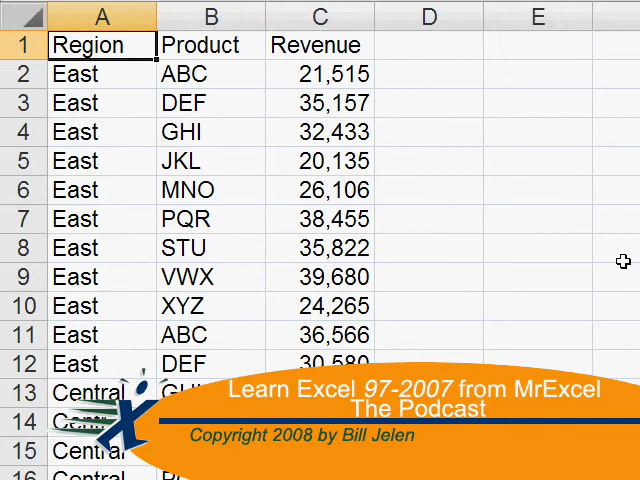 A B C D E
1 Region Product Revenue
2 East ABC 21,515
3 East DEF 35,157
4 East GHI 32,433
5 East JKL 20,135
6 East MNO 26,106
7 East PQR 38,455
8 East STU 35,822
9 East VWX 39,680
10 East XYZ 24,265
11 East ABC 36,566
12 East DEF 30,580
13 Central
14 Central
15 Central
16 Central
Learn Excel 97-2007 from MrExcel
The Podcast
Copyright 2008 by Bill Jelen